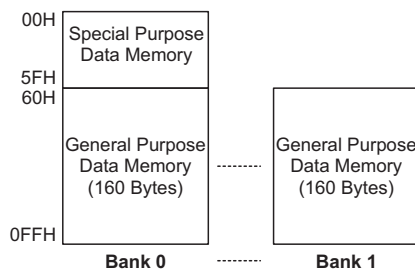 00H
Special Purpose
Data Memory
5FH
60H
General Purpose
Data Memory
(160 Bytes)
General Purpose
Data Memory
(160 Bytes)
0FFH
Bank 0
Bank 1